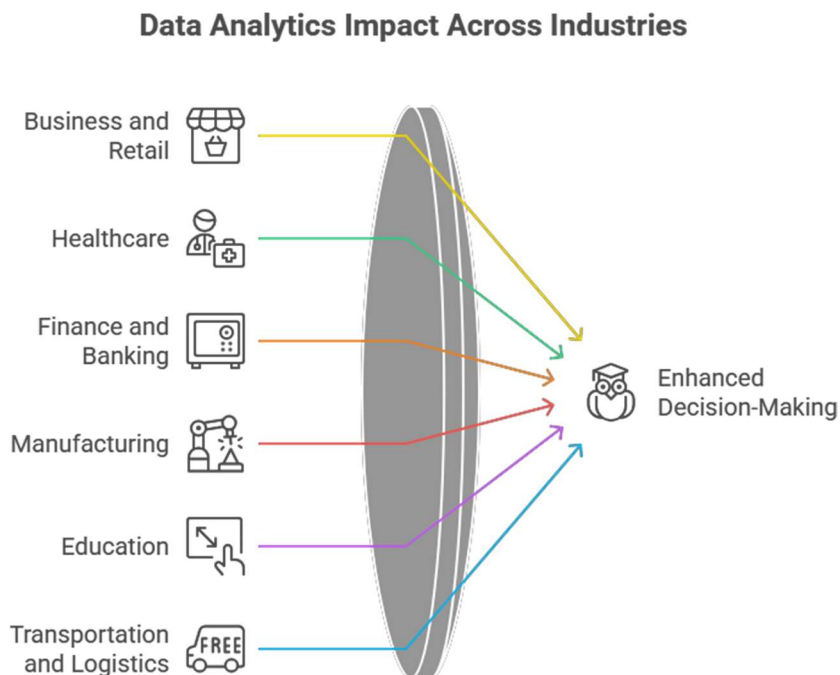 Data Analytics Impact Across Industries
Business and
Retail
Healthcare
Finance and
Banking
Enhanced
Decision-Making
Manufacturing
Education
Transportation
and Logistics
FREE